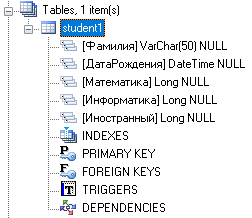 Tables, 1 item(s)
student1
[Фамилия] VarChar(50) NULL
[ДатаРождения] DateTime NULL
[Математика] Long NULL
[Информатика] Long NULL
[Иностранный] Long NULL
INDEXES
PRIMARY KEY
FOREIGN KEYS
TRIGGERS
DEPENDENCIES